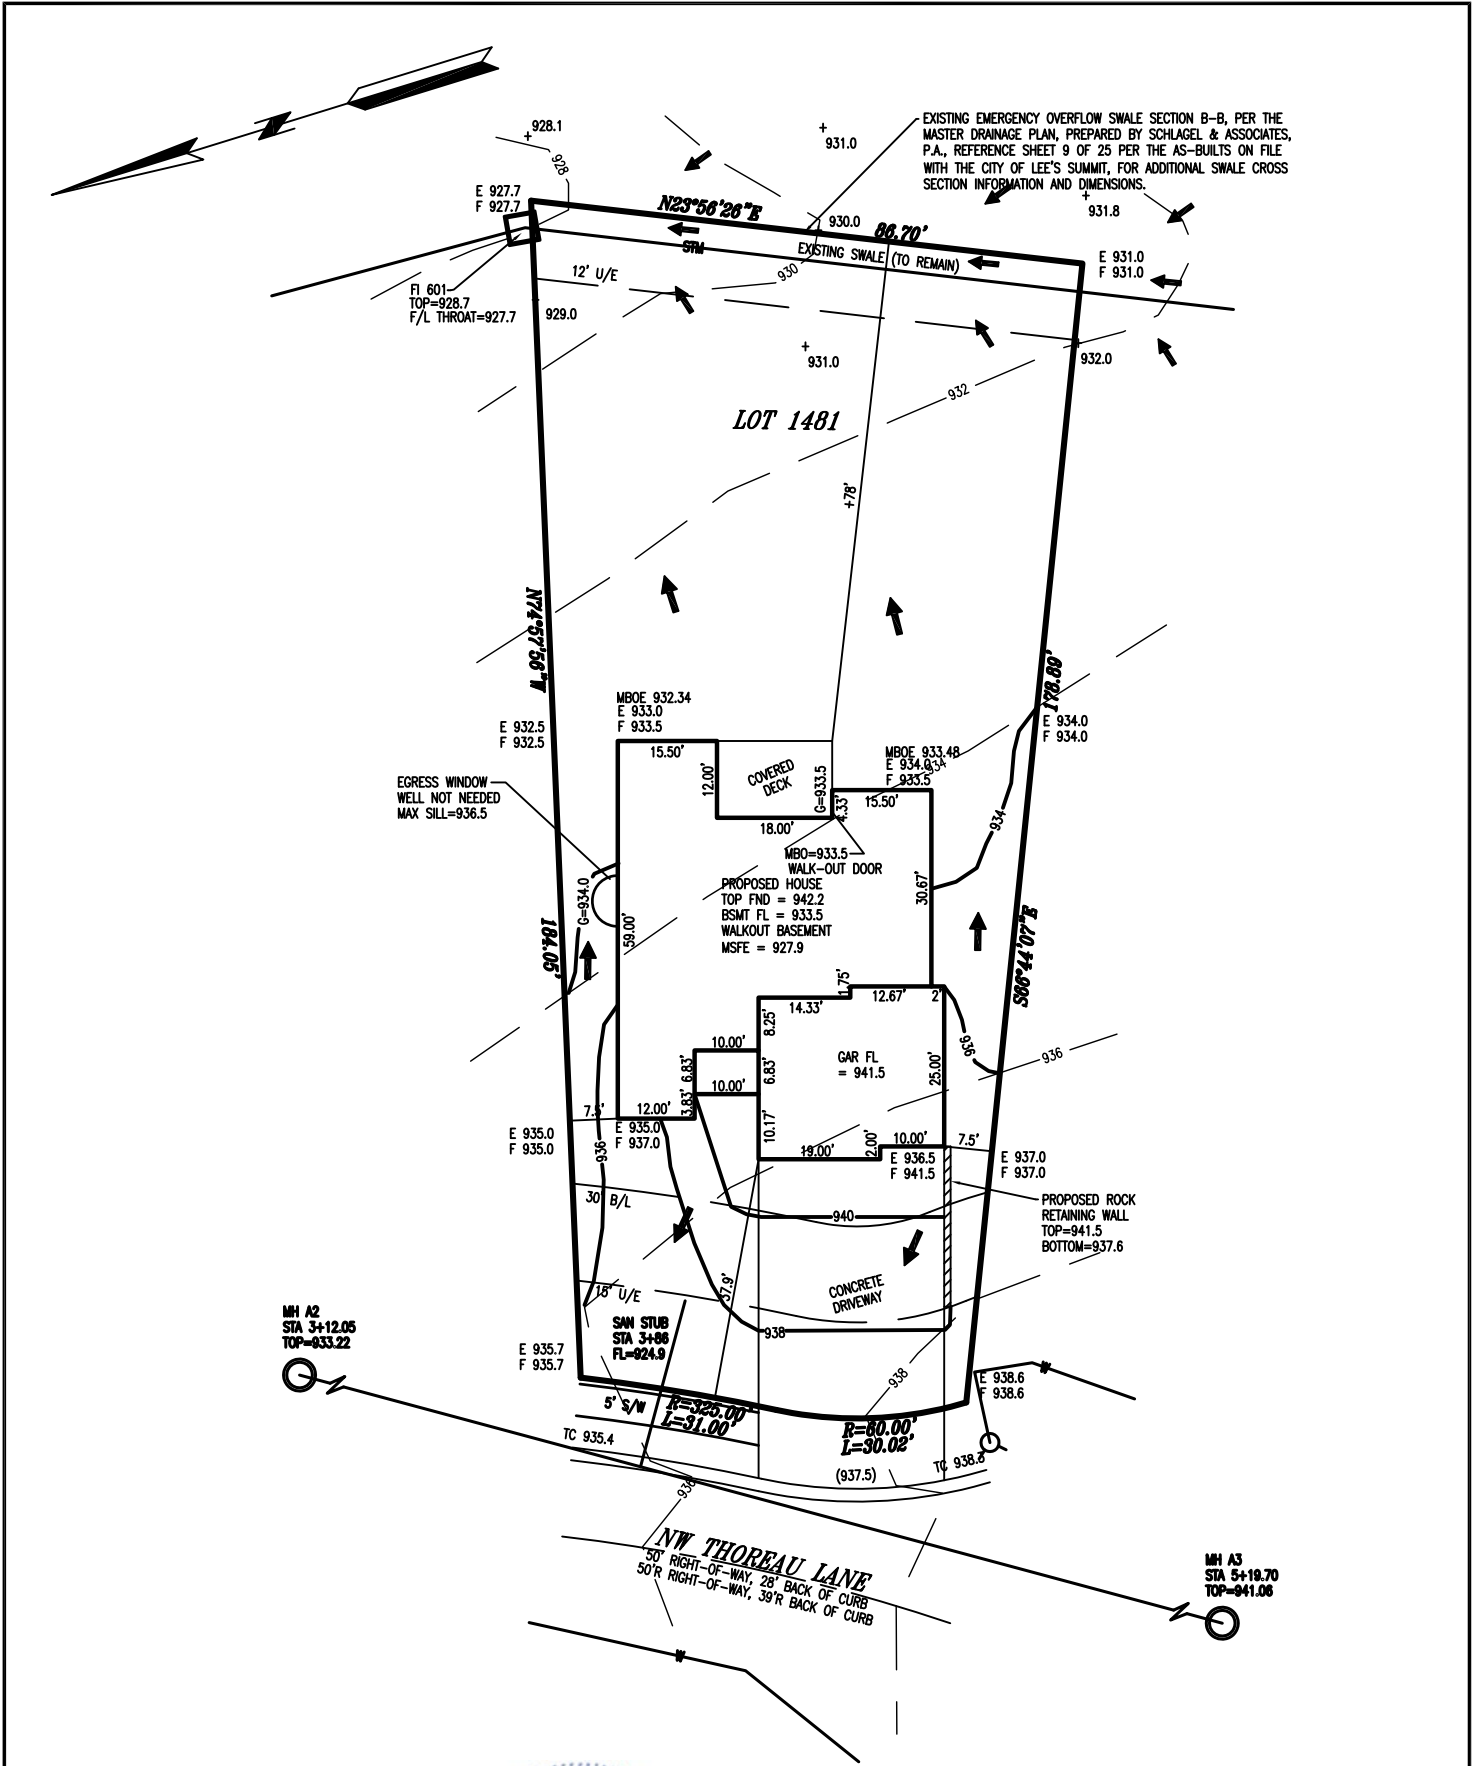 N
928.1
928
931.0
EXISTING EMERGENCY OVERFLOW SWALE SECTION B-B, PER THE
MASTER DRAINAGE PLAN, PREPARED BY SCHLAGEL & ASSOCIATES,
P.A., REFERENCE SHEET 9 OF 25 PER THE AS-BUILTS ON FILE
WITH THE CITY OF LEE'S SUMMIT, FOR ADDITIONAL SWALE CROSS
SECTION INFORMATION AND DIMENSIONS.
E 927.7
F 927.7
N23°56'26"E
930.0
86.70'
931.8
STM
EXISTING SWALE (TO REMAIN)
E 931.0
F 931.0
12' U/E
930
FI 601
TOP=928.7
F/L THROAT=927.7
929.0
931.0
932.0
932
LOT 1481
+78'
N74°57'56"W
178.89'
MBOE 932.34
E 933.0
F 933.5
E 932.5
F 932.5
E 934.0
F 934.0
15.50'
12.00'
COVERED
DECK
G=933.5
MBOE 933.48
E 934.0
F 933.5
934
4.33'
15.50'
EGRESS WINDOW
WELL NOT NEEDED
MAX SILL=936.5
18.00'
934
MBO=933.5
WALK-OUT DOOR
PROPOSED HOUSE
TOP FND = 942.2
BSMT FL = 933.5
WALKOUT BASEMENT
MSFE = 927.9
G=934.0
59.00'
30.67'
184.05'
S66°44'07"E
1.75'
14.33'
12.67'
2'
8.25'
10.00'
6.83'
6.83'
GAR FL
= 941.5
25.00'
936
936
10.00'
3.83'
7.5'
12.00'
10.17'
E 935.0
F 935.0
936
E 935.0
F 937.0
19.00'
2.00'
10.00'
7.5'
E 936.5
F 941.5
E 937.0
F 937.0
30' B/L
940
PROPOSED ROCK
RETAINING WALL
TOP=941.5
BOTTOM=937.6
15' U/E
37.9'
CONCRETE
DRIVEWAY
MH A2
STA 3+12.05
TOP=933.22
SAN STUB
STA 3+86
FL=924.9
938
E 935.7
F 935.7
938
E 938.6
F 938.6
W
5' S/W
R=325.00'
L=31.00'
R=60.00'
L=30.02'
TC 935.4
(937.5)
TC 938.3
936
NW THOREAU LANE
50' RIGHT-OF-WAY, 28' BACK OF CURB
50'R RIGHT-OF-WAY, 39'R BACK OF CURB
MH A3
STA 5+19.70
TOP=941.06
W